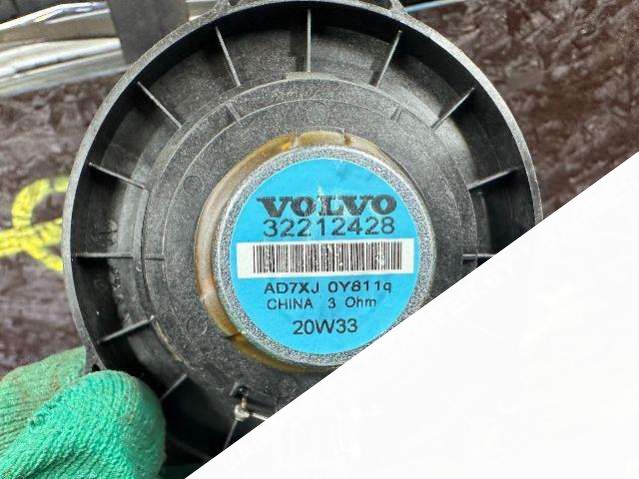 VOLVO
32212428
AD7XJ 0Y811q
CHINA 3 Ohm
20W33